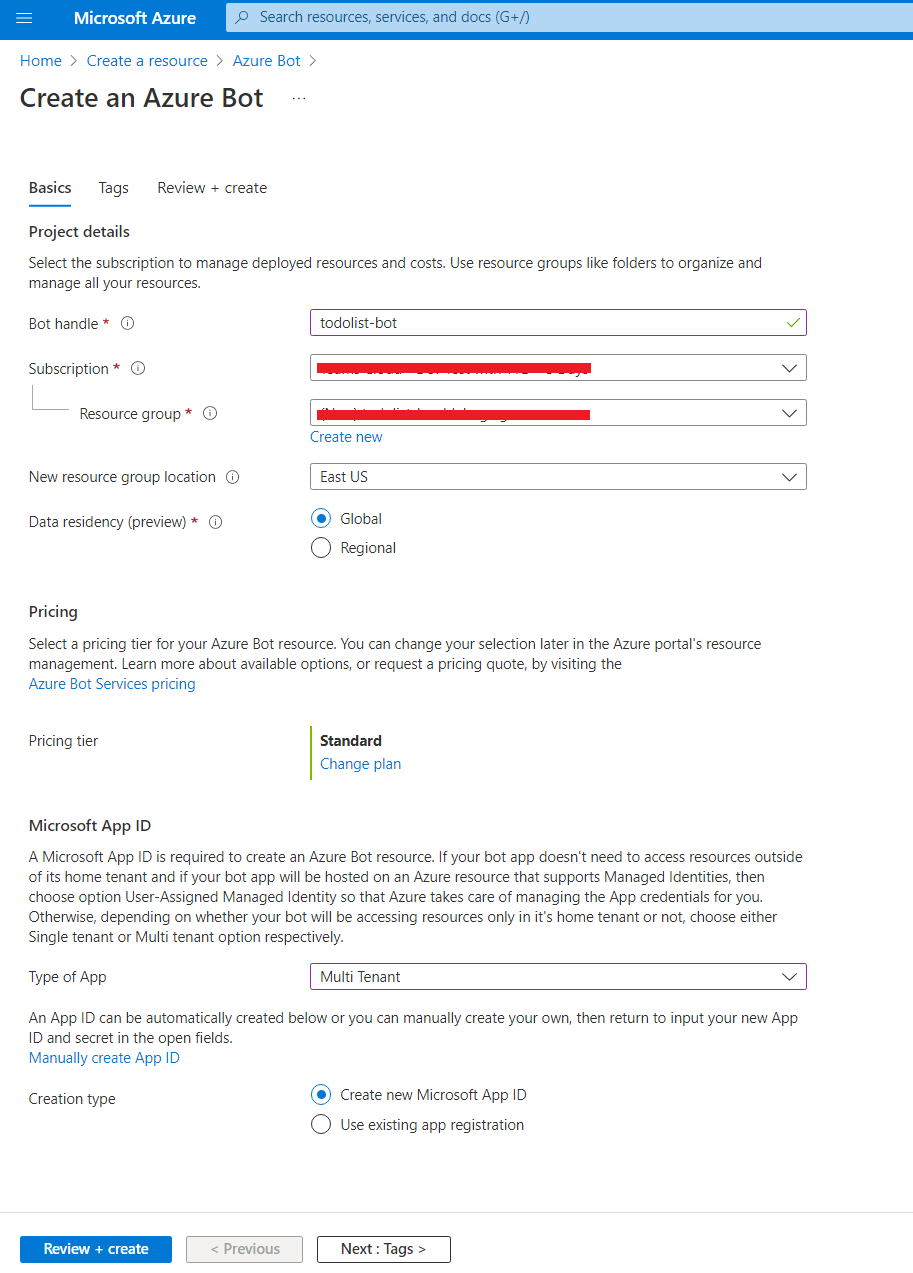 Microsoft Azure
Search resources, services, and docs (G+/)
Home > Create a resource > Azure Bot >
Create an Azure Bot ...
Basics Tags Review + create
Project details
Select the subscription to manage deployed resources and costs. Use resource groups like folders to organize and
manage all your resources.
Bot handle *
todolist-bot
Subscription *
Resource group *
Create new
New resource group location
East US
Data residency (preview) *
Global
Regional
Pricing
Select a pricing tier for your Azure Bot resource. You can change your selection later in the Azure portal's resource
management. Learn more about available options, or request a pricing quote, by visiting the
Azure Bot Services pricing
Pricing tier
Standard
Change plan
Microsoft App ID
A Microsoft App ID is required to create an Azure Bot resource. If your bot app doesn't need to access resources outside
of its home tenant and if your bot app will be hosted on an Azure resource that supports Managed Identities, then
choose option User-Assigned Managed Identity so that Azure takes care of managing the App credentials for you.
Otherwise, depending on whether your bot will be accessing resources only in it's home tenant or not, choose either
Single tenant or Multi tenant option respectively.
Type of App
Multi Tenant
An App ID can be automatically created below or you can manually create your own, then return to input your new App
ID and secret in the open fields.
Manually create App ID
Creation type
Create new Microsoft App ID
Use existing app registration
Review + create
< Previous
Next : Tags >